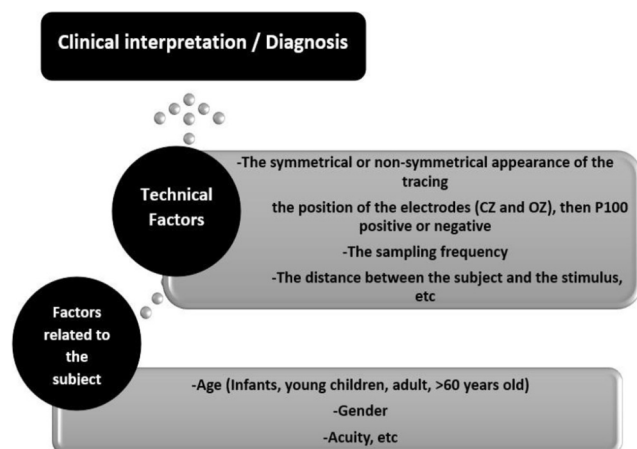 Clinical interpretation / Diagnosis
Technical
Factors
-The symmetrical or non-symmetrical appearance of the
tracing
the position of the electrodes (CZ and OZ), then P100
positive or negative
-The sampling frequency
-The distance between the subject and the stimulus,
etc
Factors
related to
the
subject
-Age (Infants, young children, adult, >60 years old)
-Gender
-Acuity, etc